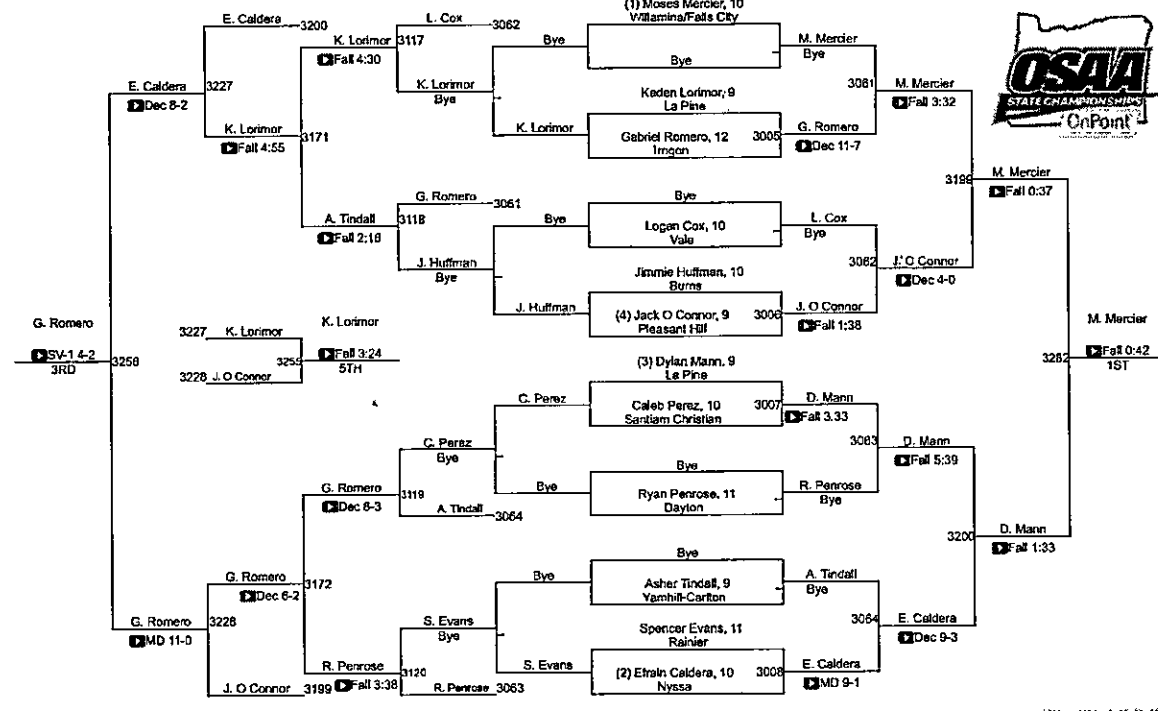 (1) Moses Mercier, 10
Willamina/Falls City
E. Caldera 3200
L. Cox 3062
K. Lorimor 3117
Fall 4:30
Bye
Bye
M. Mercier
Bye
OSAA
STATE CHAMPIONSHIPS
OnPoint
E. Caldera 3227
Dec 8-2
K. Lorimor
Bye
Keden Lorimor, 9
La Pine
3061 M. Mercier
Fall 3:32
K. Lorimor 3171
Fall 4:55
K. Lorimor
Gabriel Romero, 12 3005
Irrigon
G. Romero
Dec 11-7
3199 M. Mercier
Fall 0:37
G. Romero 3061
Bye
A. Tindall 3118
Fall 2:16
Bye
Logan Cox, 10
Vale
L. Cox
Bye
J. Huffman
Bye
Jimmie Huffman, 10
Burns
3062 J. O Connor
Dec 4-0
J. Huffman
(4) Jack O Connor, 9 3006
Pleasant Hill
J. O Connor
Fall 1:38
G. Romero
SV-1 4-2 3258
3RD
3227 K. Lorimor
3228 J. O Connor
3255 K. Lorimor
Fall 3:24
5TH
M. Mercier
3262 Fall 0:42
1ST
(3) Dylan Mann, 9
La Pine
C. Perez
Caleb Perez, 10 3007
Santiam Christian
D. Mann
Fall 3:33
C. Perez
Bye
3063 D. Mann
Fall 5:39
G. Romero 3119
Dec 8-3
Bye
Bye
Ryan Penrose, 11
Dayton
R. Penrose
Bye
A. Tindall 3064
3200 D. Mann
Fall 1:33
Bye
G. Romero 3172
Dec 6-2
Bye
Asher Tindall, 9
Yamhill-Carlton
A. Tindall
Bye
G. Romero 3228
MD 11-0
S. Evans
Bye
Spencer Evans, 11
Rainier
3064 E. Caldera
Dec 9-3
R. Penrose 3120
Fall 3:38
S. Evans
(2) Efrain Caldera, 10 3008
Nyssa
E. Caldera
MD 9-1
J. O Connor 3199
R. Penrose 3063